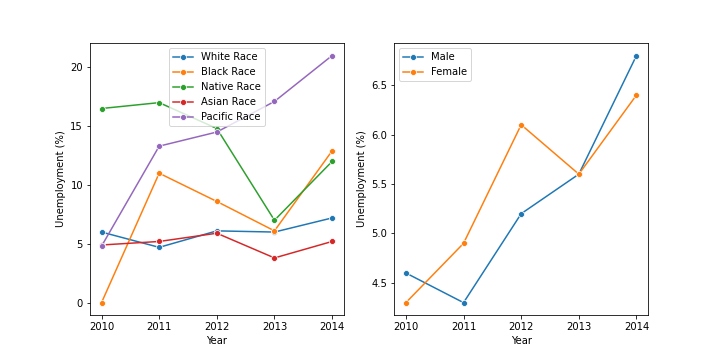 White Race
Black Race
Native Race
Asian Race
Pacific Race
Unemployment (%)
20
15
10
5
0
2010 2011 2012 2013 2014
Year
Male
Female
Unemployment (%)
6.5
6.0
5.5
5.0
4.5
2010 2011 2012 2013 2014
Year